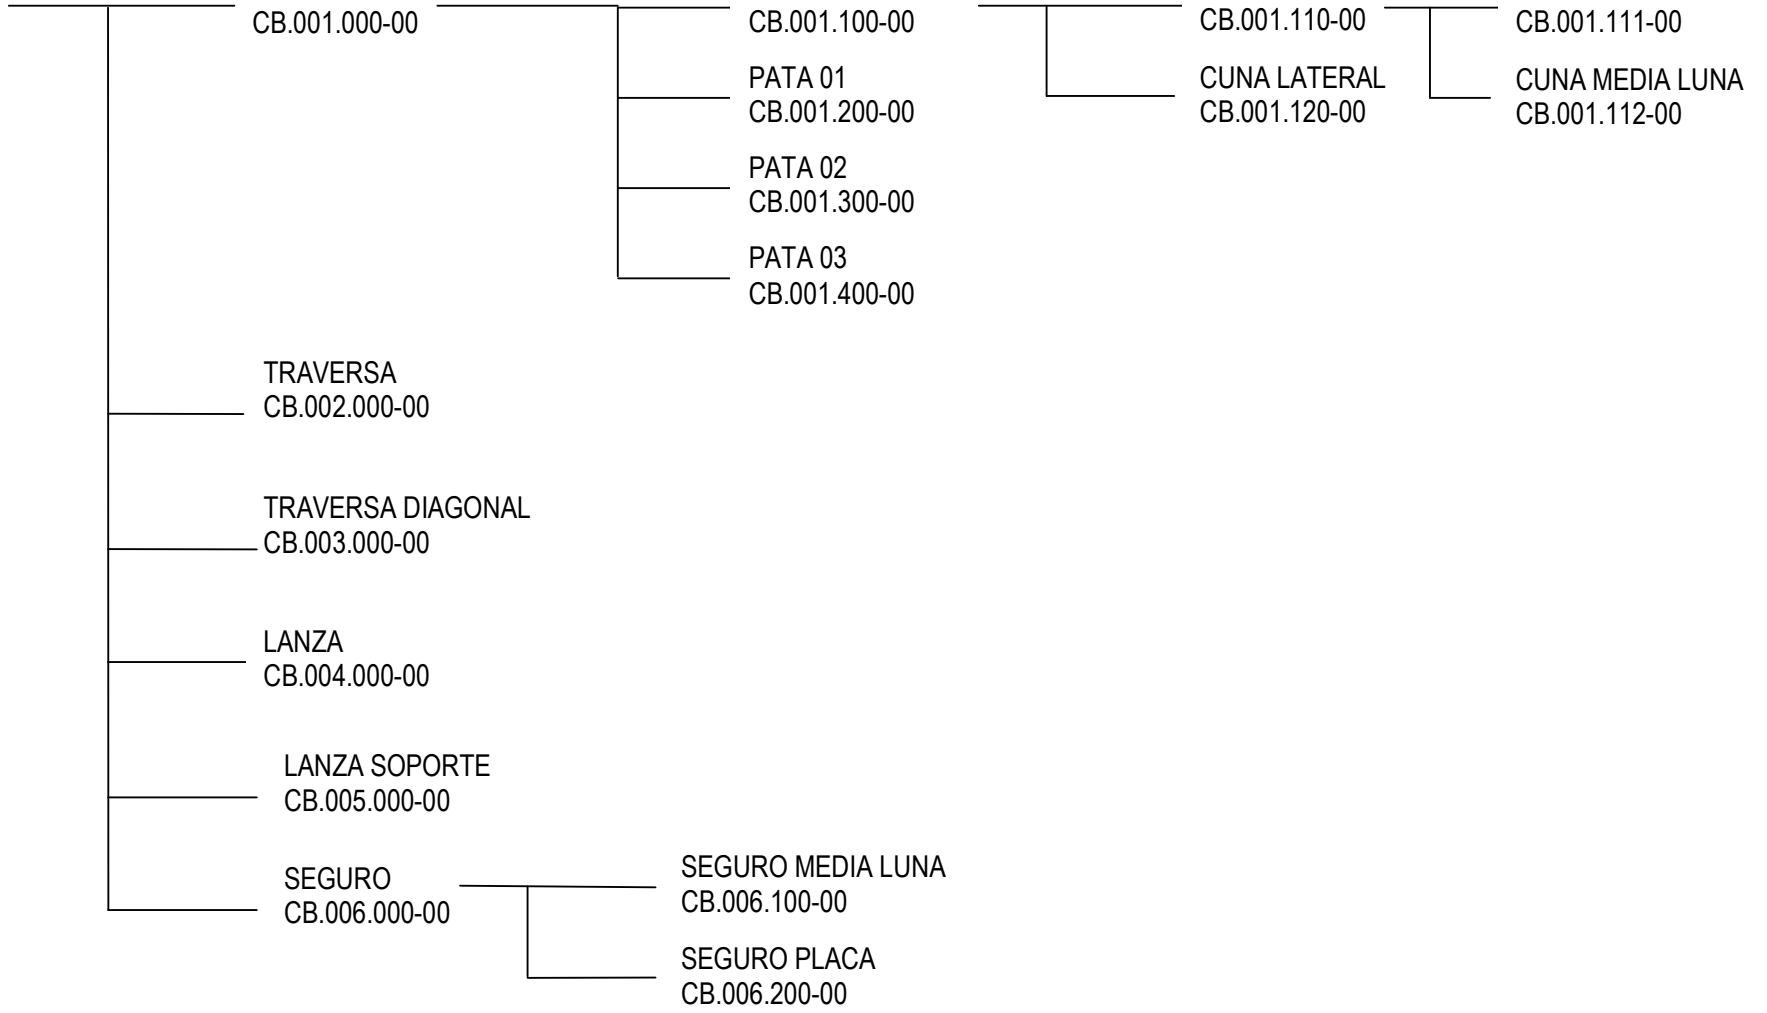 CB.001.000-00
CB.001.100-00
CB.001.110-00
CB.001.111-00
PATA 01
CB.001.200-00
CUNA LATERAL
CB.001.120-00
CUNA MEDIA LUNA
CB.001.112-00
PATA 02
CB.001.300-00
PATA 03
CB.001.400-00
TRAVERSA
CB.002.000-00
TRAVERSA DIAGONAL
CB.003.000-00
LANZA
CB.004.000-00
LANZA SOPORTE
CB.005.000-00
SEGURO
CB.006.000-00
SEGURO MEDIA LUNA
CB.006.100-00
SEGURO PLACA
CB.006.200-00